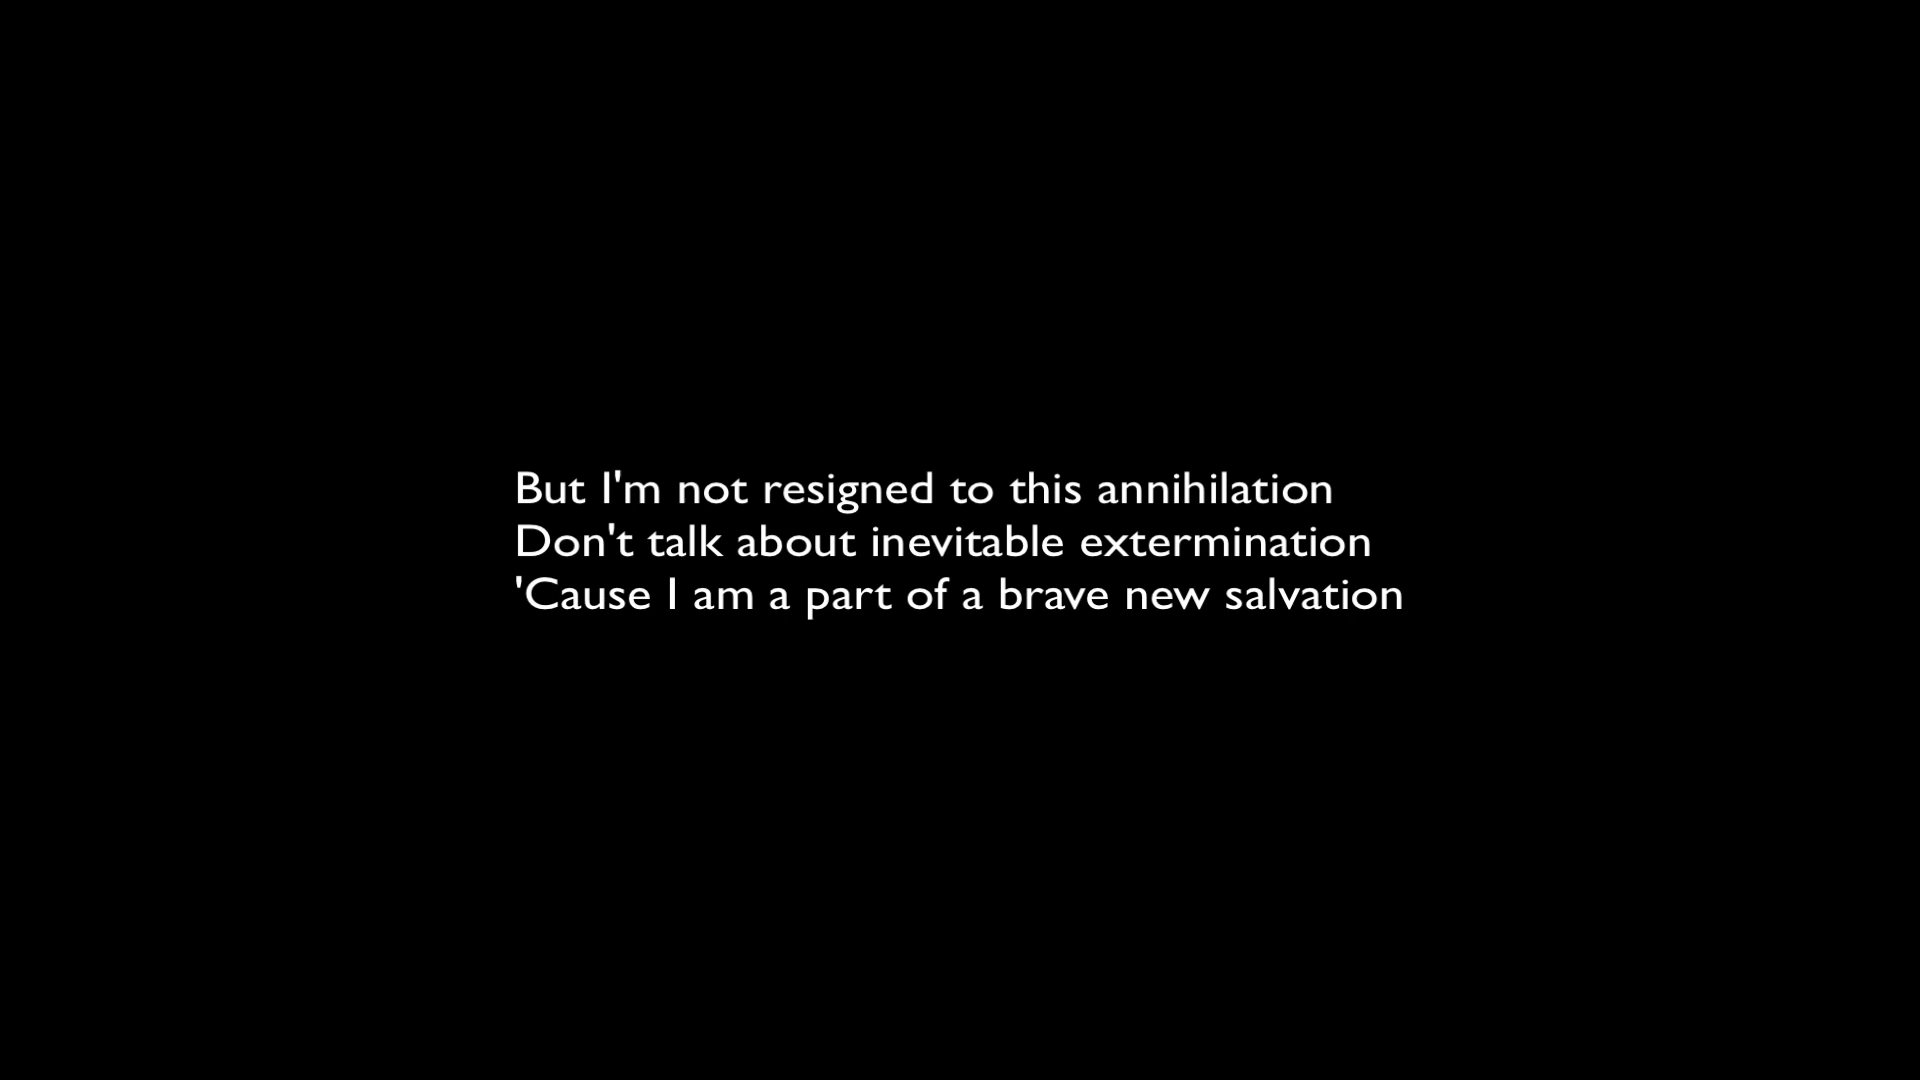 But I'm not resigned to this annihilation
Don't talk about inevitable extermination
'Cause I am a part of a brave new salvation